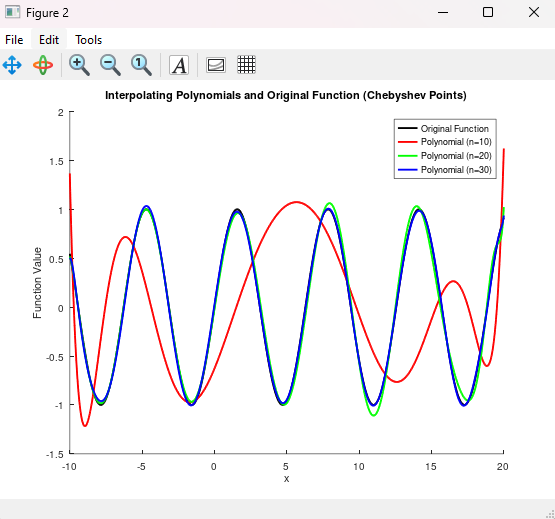 Figure 2
File Edit Tools
1
A
Interpolating Polynomials and Original Function (Chebyshev Points)
2
1.5
1
0.5
0
-0.5
-1
-1.5
Function Value
Original Function
Polynomial (n=10)
Polynomial (n=20)
Polynomial (n=30)
-10 -5 0 5 10 15 20
x